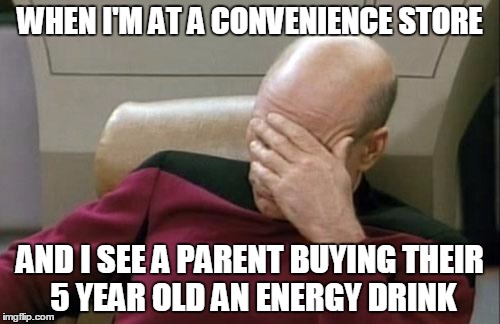 WHEN I'M AT A CONVENIENCE STORE
AND I SEE A PARENT BUYING THEIR
5 YEAR OLD AN ENERGY DRINK
imgflip.com